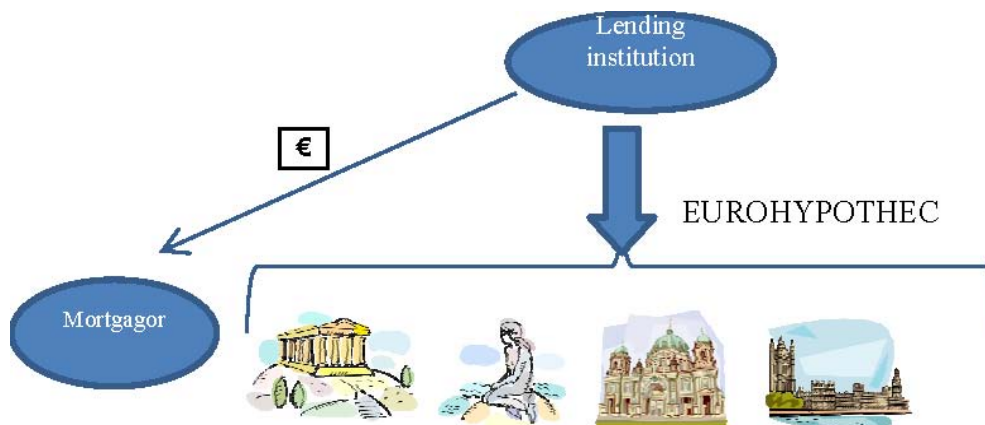 Lending
institution
€
EUROHYPOTHEC
Mortgagor